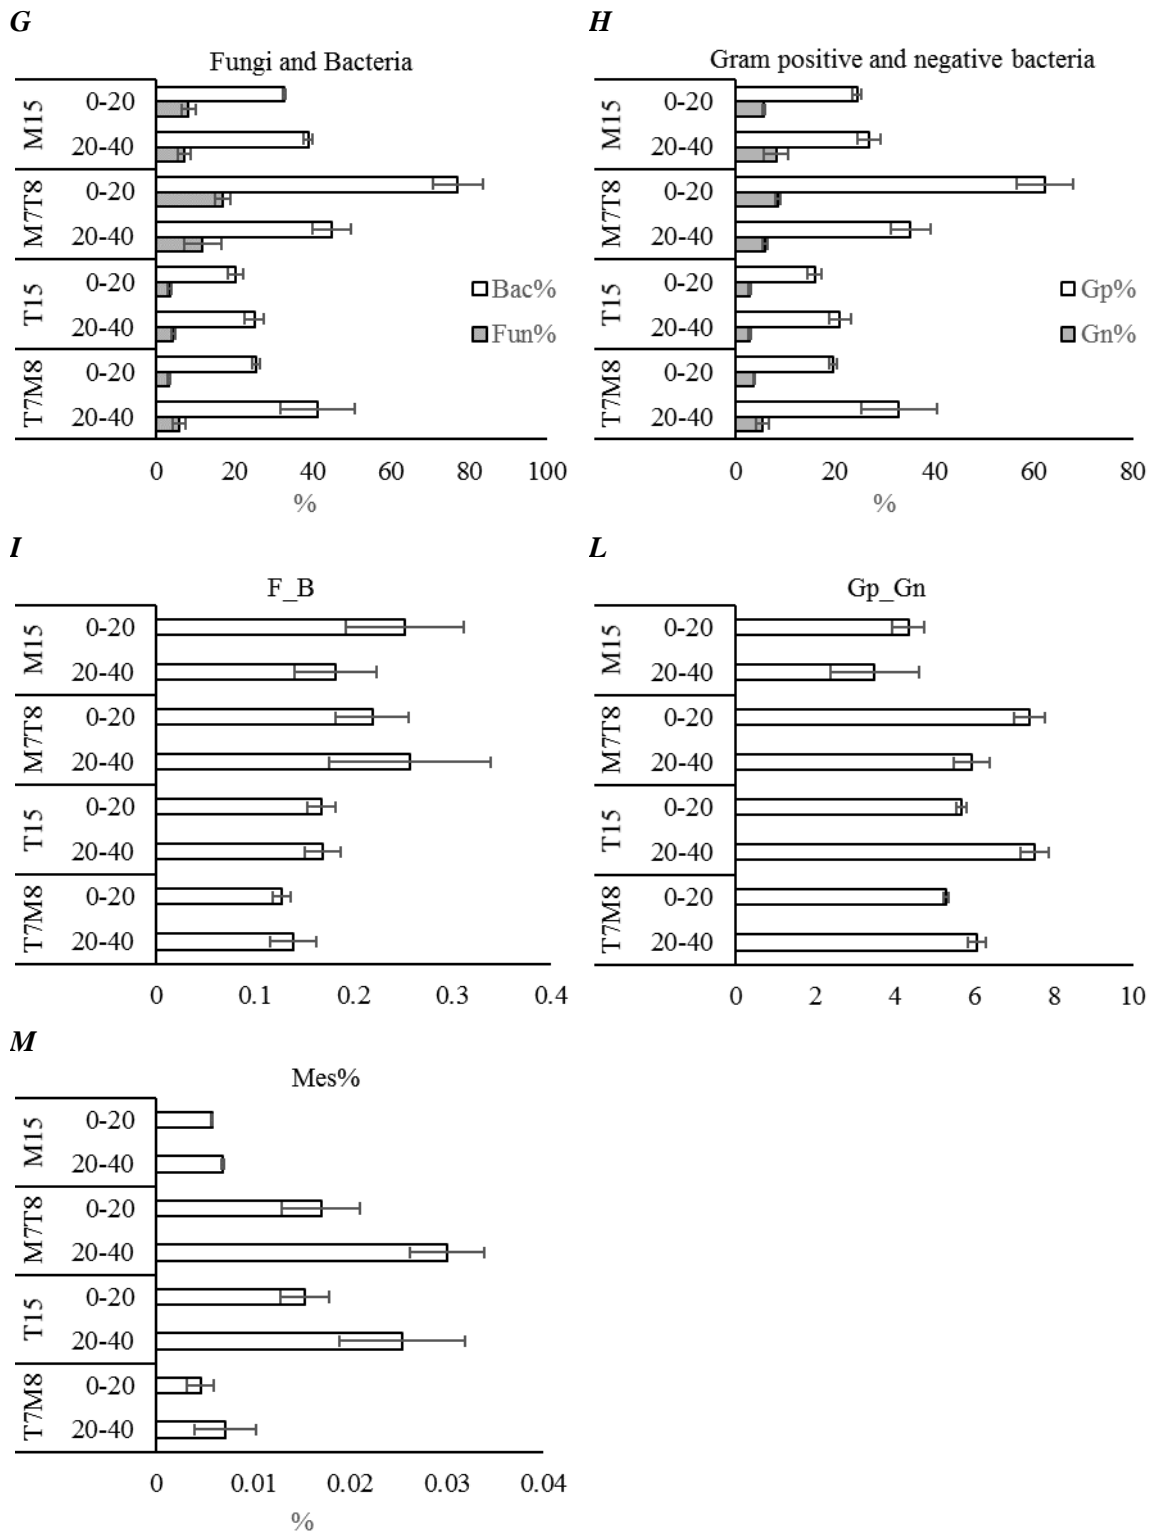 G
Fungi and Bacteria
M15
0-20
20-40
M7T8
0-20
20-40
T15
0-20
20-40
T7M8
0-20
20-40
Bac%
Fun%
0 20 40 60 80 100
%
H
Gram positive and negative bacteria
M15
0-20
20-40
M7T8
0-20
20-40
T15
0-20
20-40
T7M8
0-20
20-40
Gp%
Gn%
0 20 40 60 80
%
I
F_B
M15
0-20
20-40
M7T8
0-20
20-40
T15
0-20
20-40
T7M8
0-20
20-40
0 0.1 0.2 0.3 0.4
L
Gp_Gn
M15
0-20
20-40
M7T8
0-20
20-40
T15
0-20
20-40
T7M8
0-20
20-40
0 2 4 6 8 10
M
Mes%
M15
0-20
20-40
M7T8
0-20
20-40
T15
0-20
20-40
T7M8
0-20
20-40
0 0.01 0.02 0.03 0.04
%